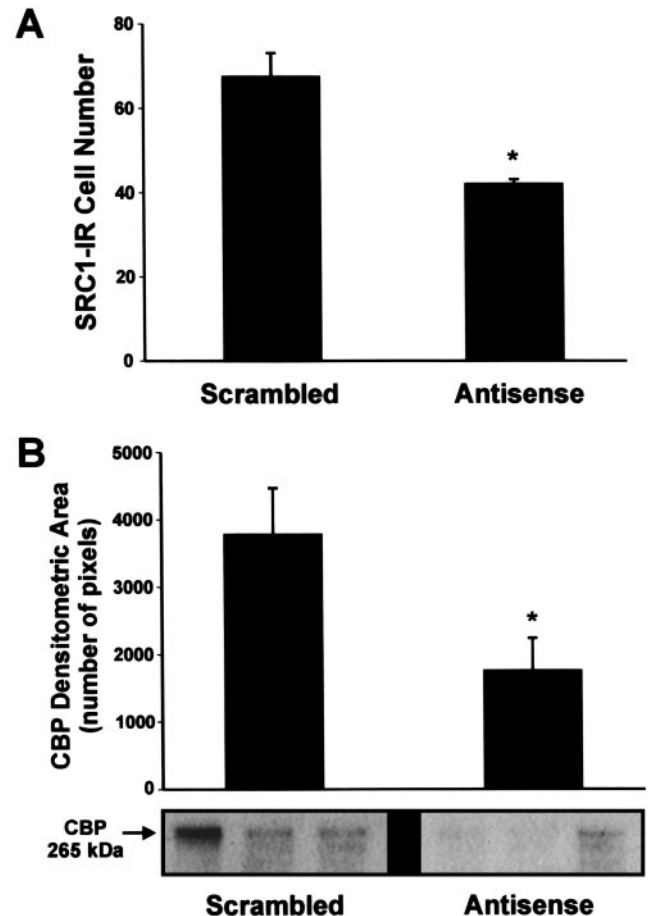 A
SRC1-IR Cell Number
80
60
40
20
0
*
Scrambled
Antisense
B
CBP Densitometric Area
(number of pixels)
5000
4000
3000
2000
1000
0
*
CBP
265 kDa
Scrambled
Antisense